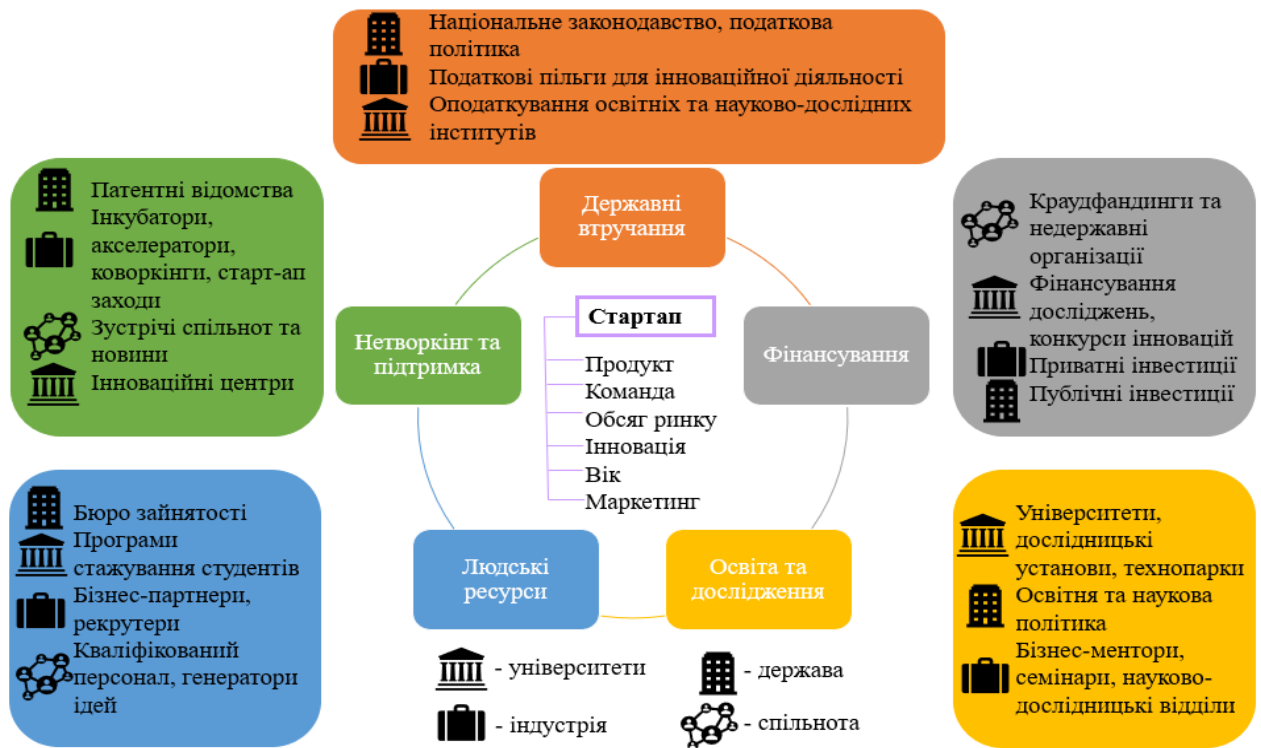 Національне законодавство, податкова
політика
Податкові пільги для інноваційної діяльності
Оподаткування освітніх та науково-дослідних
інститутів
Патентні відомства
Інкубатори,
акселератори,
коворкінги, старт-ап
заходи
Зустрічі спільнот та
новини
Інноваційні центри
Державні
втручання
Краудфандинги та
недержавні
організації
Фінансування
досліджень,
конкурси інновацій
Приватні інвестиції
Публічні інвестиції
Нетворкінг та
підтримка
Стартап
Продукт
Команда
Обсяг ринку
Інновація
Вік
Маркетинг
Фінансування
Бюро зайнятості
Програми
стажування студентів
Бізнес-партнери,
рекрутери
Кваліфікований
персонал, генератори
ідей
Людські
ресурси
Освіта та
дослідження
Університети,
дослідницькі
установи, технопарки
Освітня та наукова
політика
Бізнес-ментори,
семінари, науково-
дослідницькі відділи
- університети
- держава
- індустрія
- спільнота